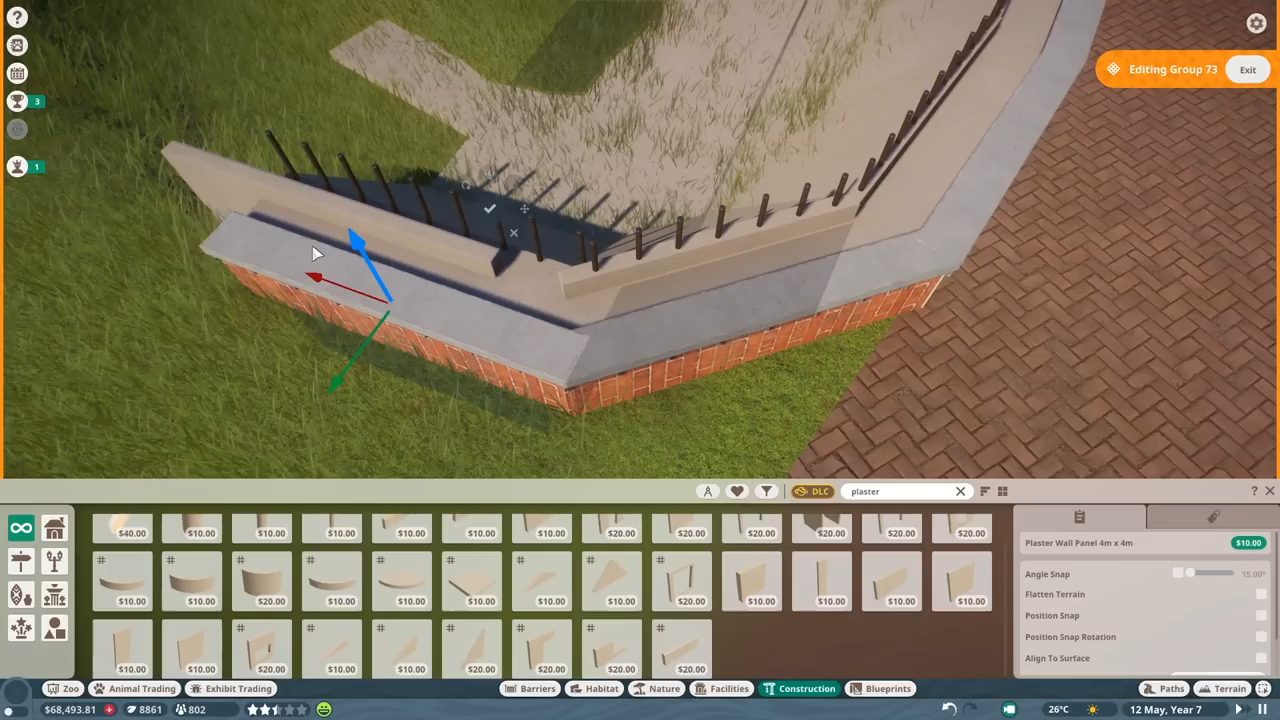 ?
3
1
Editing Group 73
Exit
DLC
plaster
?
$40.00 $10.00 $10.00 $10.00 $10.00 $10.00 $10.00 $20.00 $20.00 $20.00 $20.00 $20.00 $20.00
$10.00 $10.00 $20.00 $10.00 $10.00 $10.00 $10.00 $10.00 $20.00 $10.00 $10.00 $10.00 $10.00
$10.00 $10.00 $20.00 $10.00 $10.00 $20.00 $20.00 $20.00 $20.00
Plaster Wall Panel 4m x 4m
$10.00
Angle Snap
15.00°
Flatten Terrain
Position Snap
Position Snap Rotation
Align To Surface
Zoo
Animal Trading
Exhibit Trading
Barriers
Habitat
Nature
Facilities
Construction
Blueprints
Paths
Terrain
$68,493.81
8861
802
26°C
12 May, Year 7